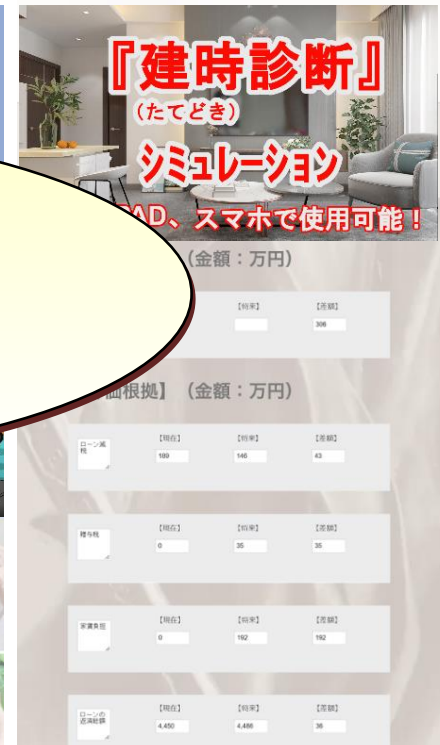 『建時診断』
(たてどき)
シミュレーション
AD、スマホで使用可能!
(金額:万円)
【将来】 【差額】
306
価根拠】(金額:万円)
【現在】 【将来】 【差額】
ローン減
税
189 146 43
【現在】 【将来】 【差額】
贈与税
0 35 35
【現在】 【将来】 【差額】
家賃負担
0 192 192
【現在】 【将来】 【差額】
ローンの
返済総額
4,450 4,486 36